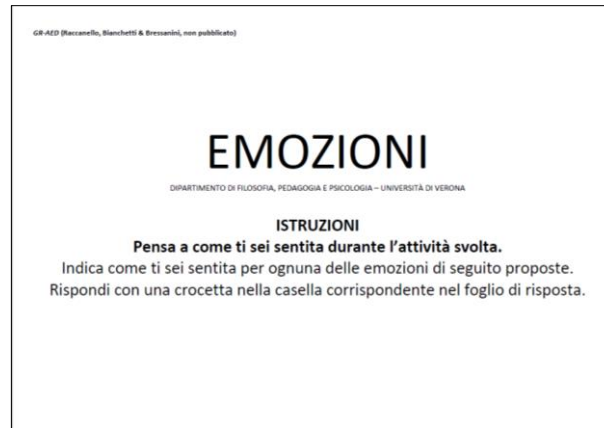 GR-AED (Raccanello, Bianchetti & Bressanini, non pubblicato)
EMOZIONI
DIPARTIMENTO DI FILOSOFIA, PEDAGOGIA E PSICOLOGIA – UNIVERSITÀ DI VERONA
ISTRUZIONI
Pensa a come ti sei sentita durante l'attività svolta.
Indica come ti sei sentita per ognuna delle emozioni di seguito proposte.
Rispondi con una crocetta nella casella corrispondente nel foglio di risposta.